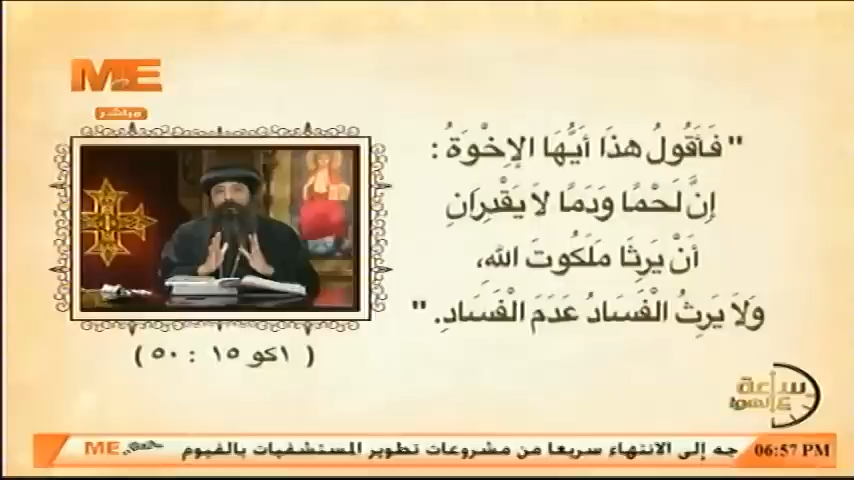 ME
مباشر
" فَأَقُولُ هذَا أَيُّهَا الإِخْوَةُ :
إِنَّ لَحْمًا وَدَمًا لاَ يَقْدِرَانِ
أَنْ يَرِثَا مَلَكُوتَ اللهِ،
وَلاَ يَرِثُ الْفَسَادُ عَدَمَ الْفَسَادِ. "
( ١كو ١٥ : ٥٠ )
ساعة
ع الهوا
جه إلى الانتهاء سريعا من مشروعات تطوير المستشفيات بالفيوم
ME
06:57 PM